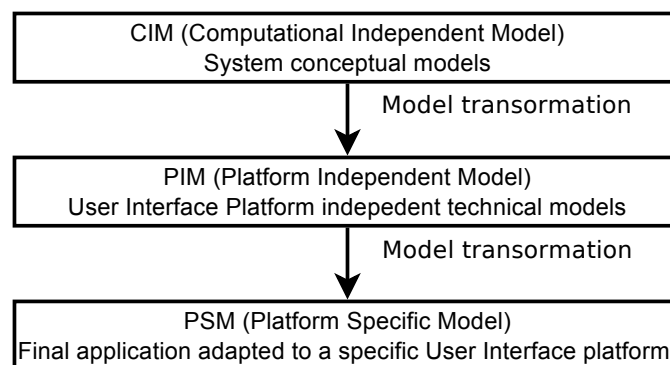 CIM (Computational Independent Model)
System conceptual models
Model transormation
PIM (Platform Independent Model)
User Interface Platform indepedent technical models
Model transormation
PSM (Platform Specific Model)
Final application adapted to a specific User Interface platform